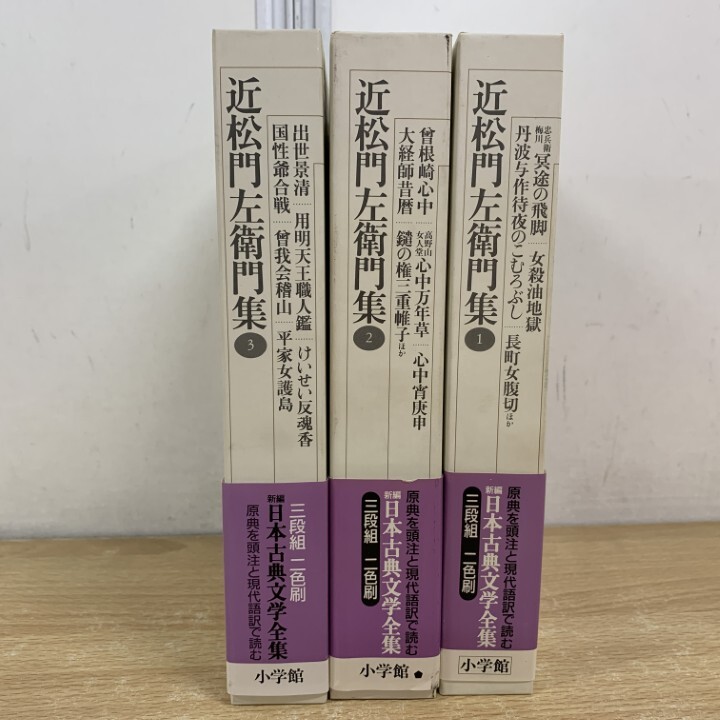 近松門左衛門集
1
忠兵衛
梅川
冥途の飛脚……女殺油地獄
丹波与作待夜のこむろぶし……長町女腹切ほか
原典を頭注と現代語訳で読む
新編
日本古典文学全集
三段組 二色刷
小学館
近松門左衛門集
2
曾根崎心中……
高野山
女人堂
心中万年草……心中宵庚申
大経師昔暦……鑓の権三重帷子ほか
原典を頭注と現代語訳で読む
新編
日本古典文学全集
三段組 二色刷
小学館
近松門左衛門集
3
出世景清……用明天王職人鑑……けいせい反魂香
国性爺合戦……曾我会稽山……平家女護島
三段組 二色刷
新編
日本古典文学全集
原典を頭注と現代語訳で読む
小学館